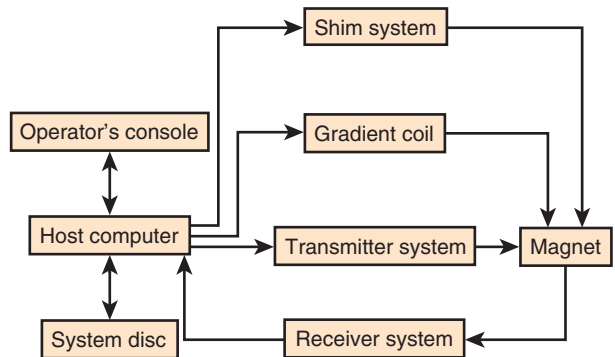 Shim system
Operator's console
Gradient coil
Host computer
Transmitter system
Magnet
System disc
Receiver system